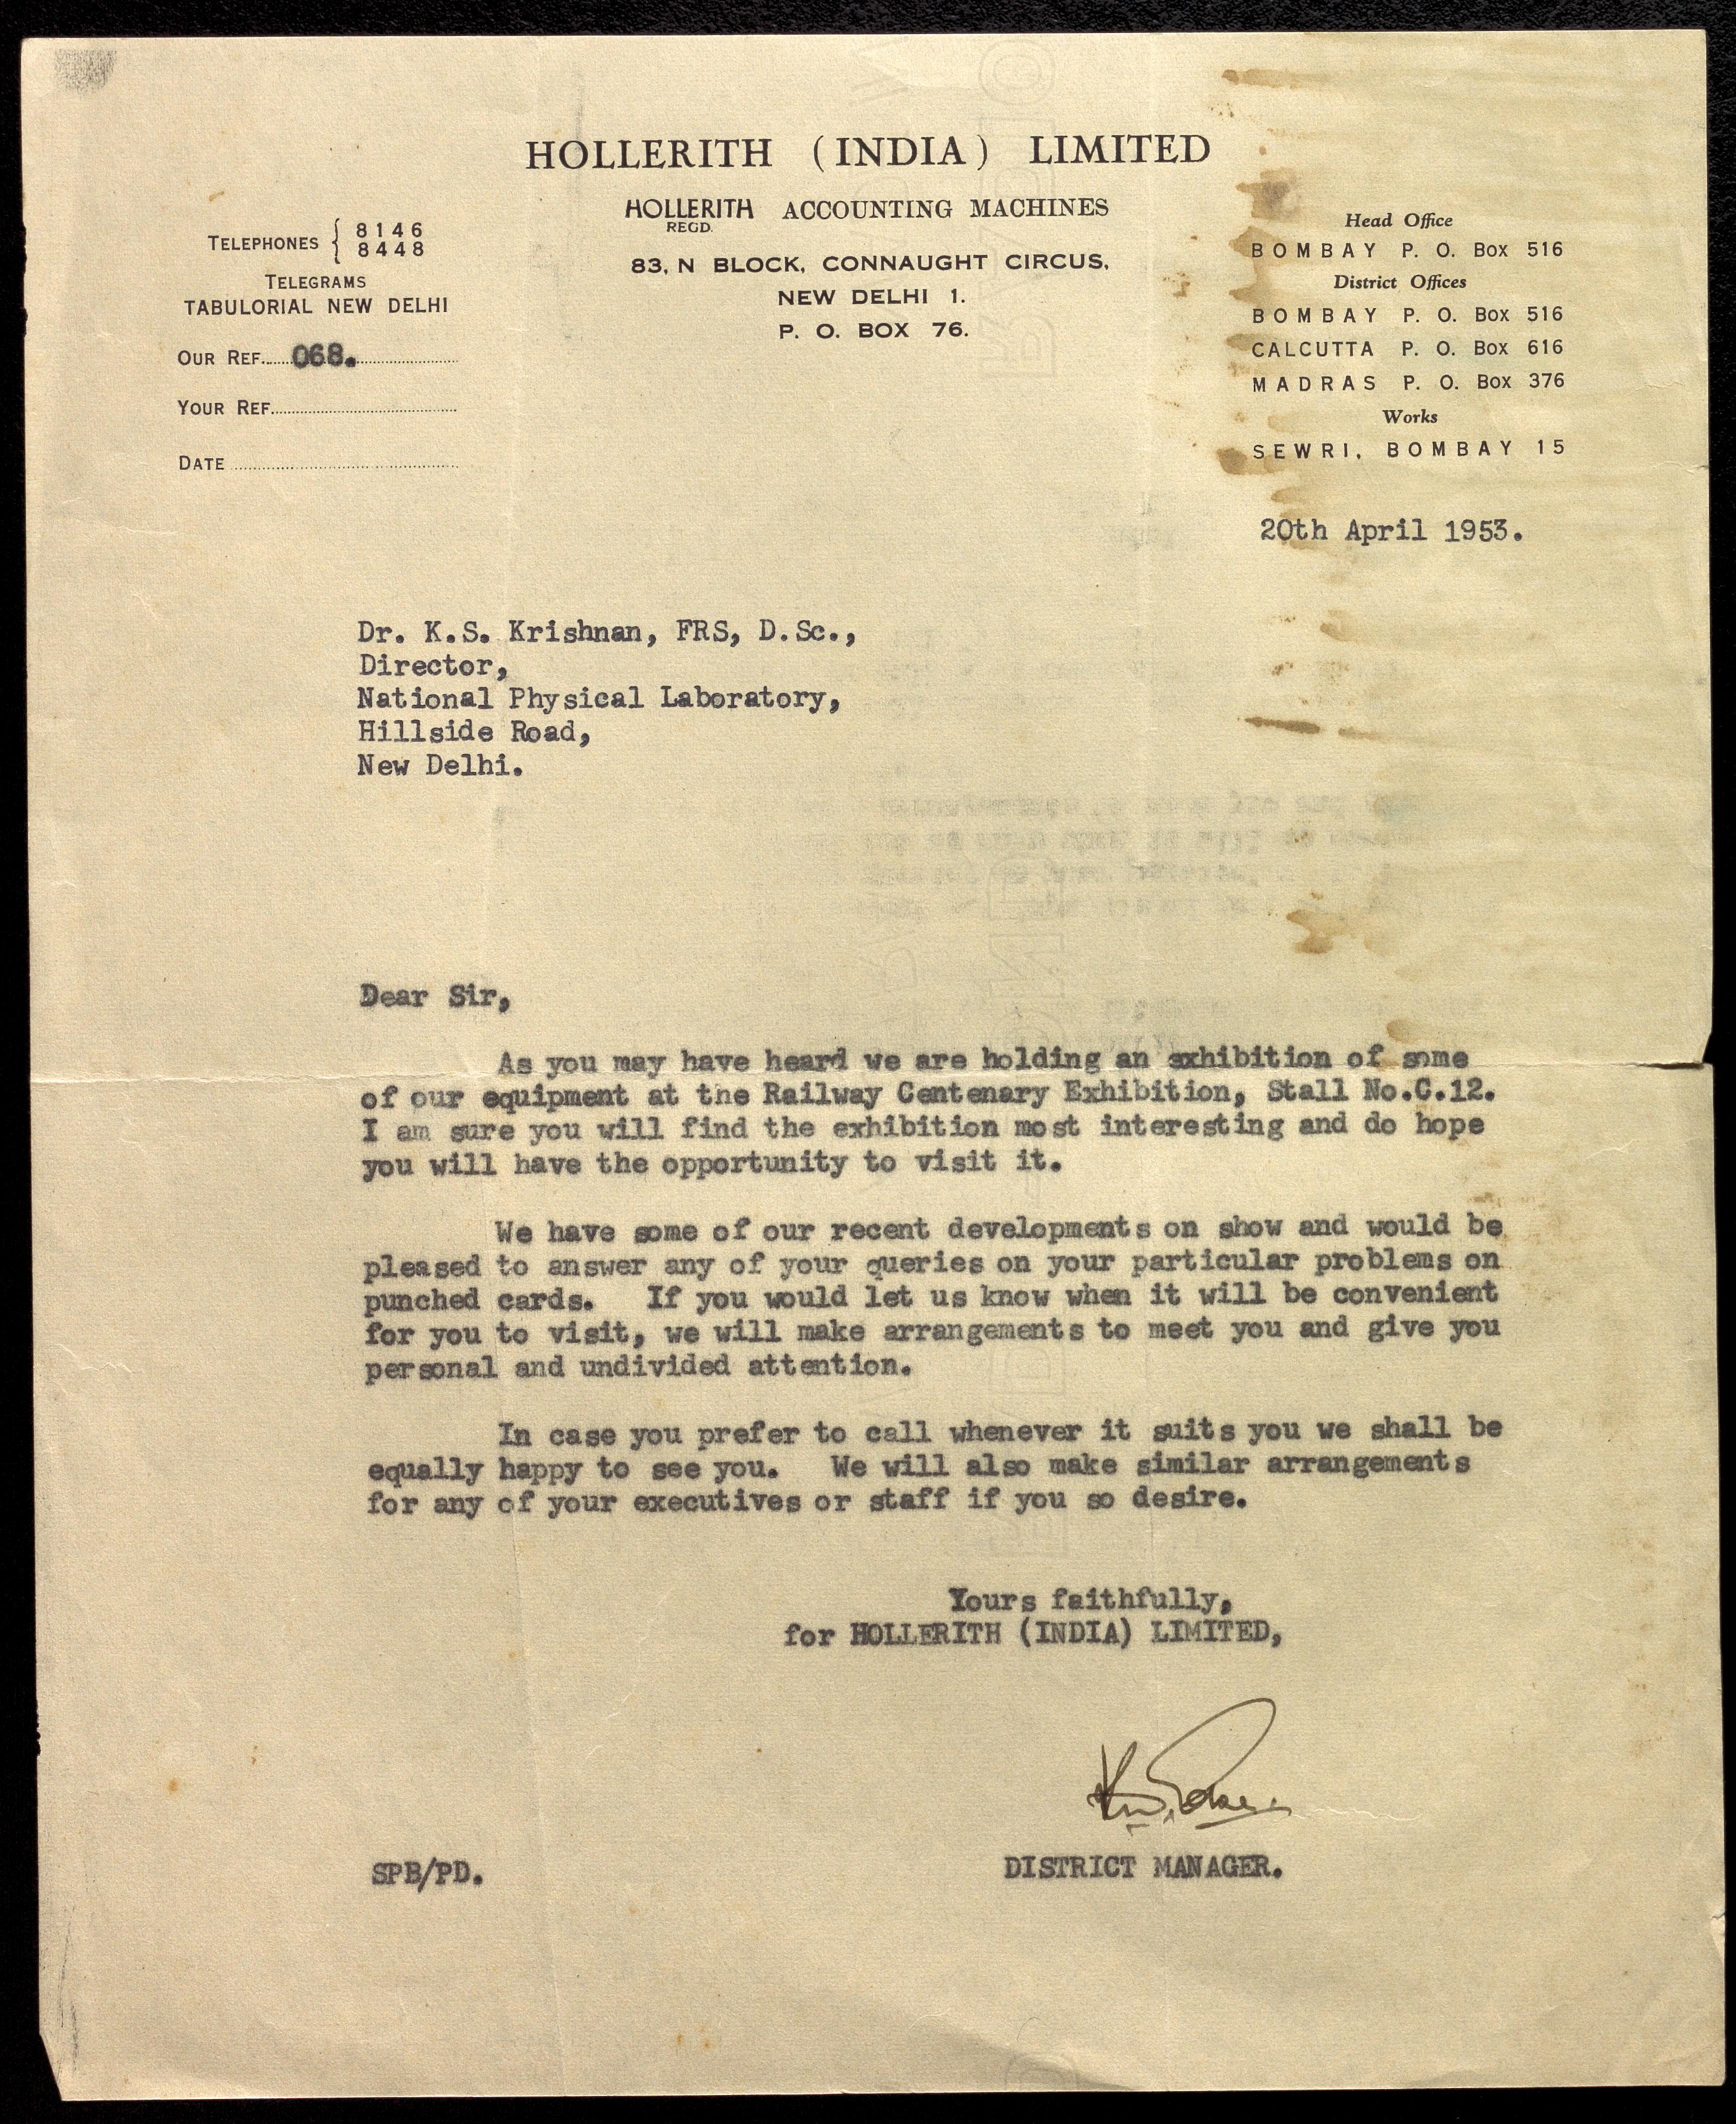 HOLLERITH (INDIA) LIMITED
HOLLERITH ACCOUNTING MACHINES
REGD.
83, N BLOCK, CONNAUGHT CIRCUS,
NEW DELHI 1.
P. O. BOX 76.
TELEPHONES { 8146
8448
TELEGRAMS
TABULORIAL NEW DELHI
OUR REF. 068.
YOUR REF.
DATE
Head Office
BOMBAY P. O. Box 516
District Offices
BOMBAY P. O. Box 516
CALCUTTA P. O. Box 616
MADRAS P. O. Box 376
Works
SEWRI, BOMBAY 15
20th April 1953.
Dr. K.S. Krishnan, FRS, D.Sc.,
Director,
National Physical Laboratory,
Hillside Road,
New Delhi.
Dear Sir,
As you may have heard we are holding an exhibition of some
of our equipment at the Railway Centenary Exhibition, Stall No.C.12.
I am sure you will find the exhibition most interesting and do hope
you will have the opportunity to visit it.
We have some of our recent developments on show and would be
pleased to answer any of your queries on your particular problems on
punched cards. If you would let us know when it will be convenient
for you to visit, we will make arrangements to meet you and give you
personal and undivided attention.
In case you prefer to call whenever it suits you we shall be
equally happy to see you. We will also make similar arrangements
for any of your executives or staff if you so desire.
Yours faithfully,
for HOLLERITH (INDIA) LIMITED,
SPB/PD.
DISTRICT MANAGER.